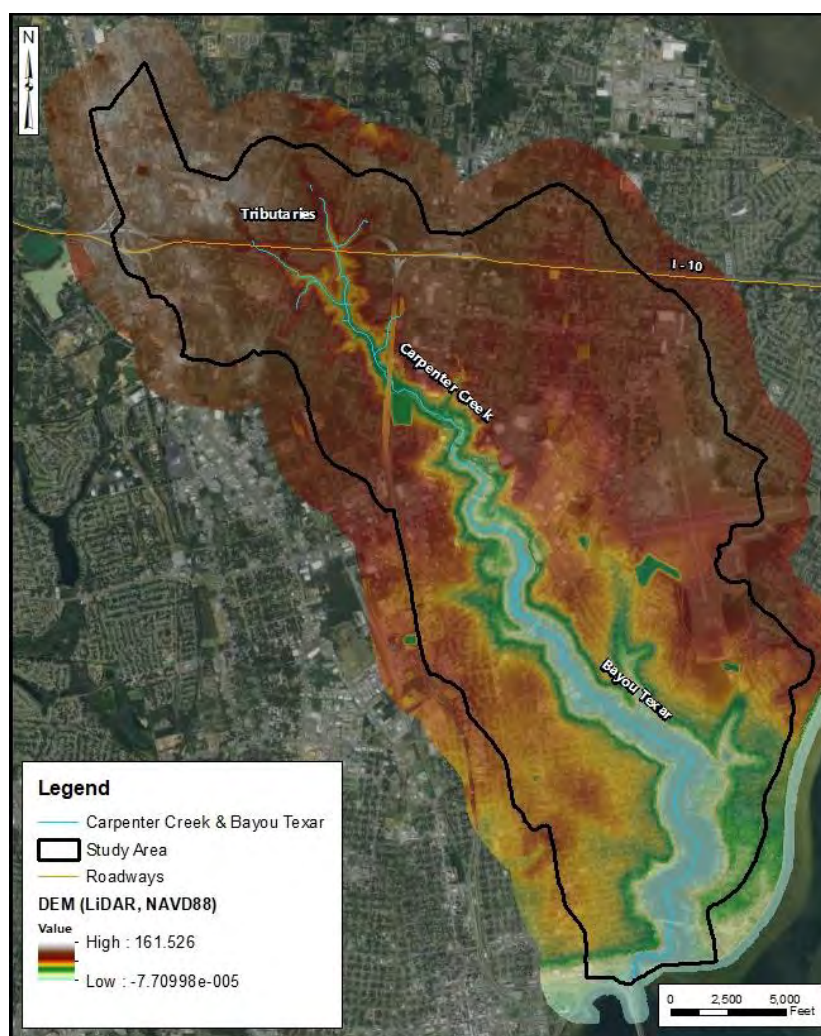 N
Tributaries
I - 10
Carpenter Creek
Bayou Texar
Legend
Carpenter Creek & Bayou Texar
Study Area
Roadways
DEM (LiDAR, NAVD88)
Value
High : 161.526
Low : -7.70998e-005
0 2,500 5,000
Feet